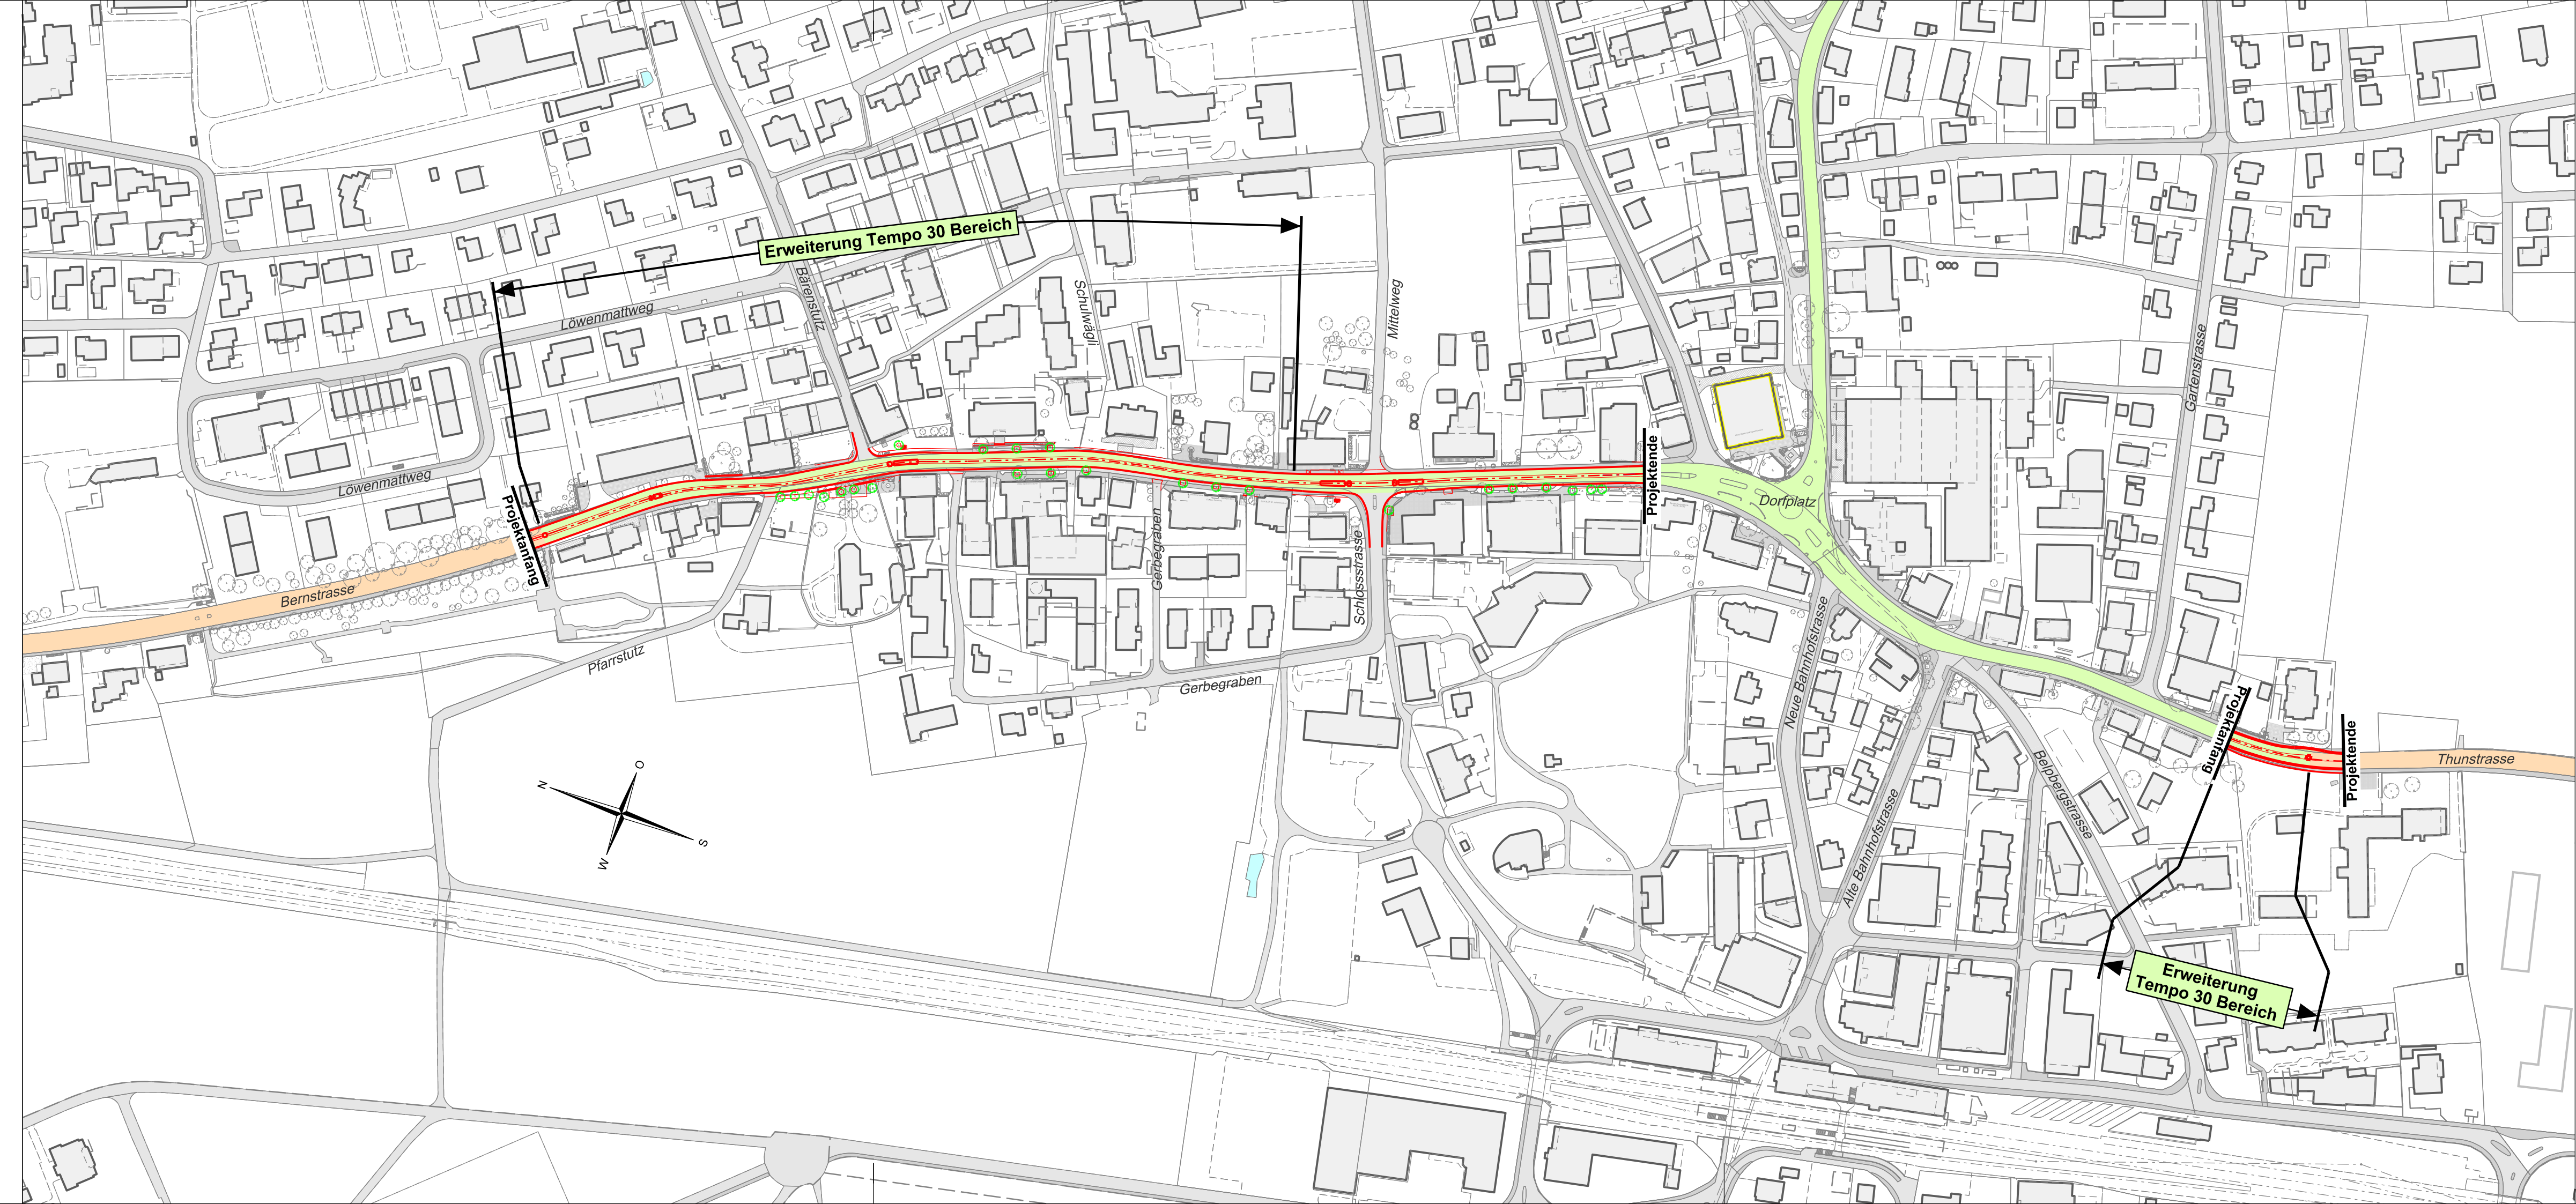 Erweiterung Tempo 30 Bereich
Bärenstutz
Schulwägli
Mittelweg
Löwenmattweg
Gartenstrasse
Löwenmattweg
Projektanfang
Projektende
Dorfplatz
Bernstrasse
Gerbegraben
Schlossstrasse
Pfarrstutz
Gerbegraben
Neue Bahnhofstrasse
Projektanfang
Projektende
Thunstrasse
Belpbergstrasse
Alte Bahnhofstrasse
N
O
S
W
Erweiterung
Tempo 30 Bereich